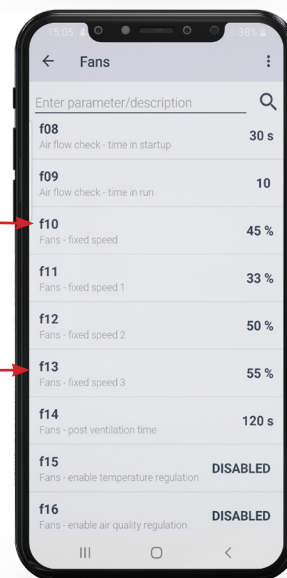 15:05
38%
Fans
Enter parameter/description
f08
30 s
Air flow check - time in startup
f09
10
Air flow check - time in run
f10
45 %
Fans - fixed speed
f11
33 %
Fans - fixed speed 1
f12
50 %
Fans - fixed speed 2
f13
55 %
Fans - fixed speed 3
f14
120 s
Fans - post ventilation time
f15
DISABLED
Fans - enable temperature regulation
f16
DISABLED
Fans - enable air quality regulation